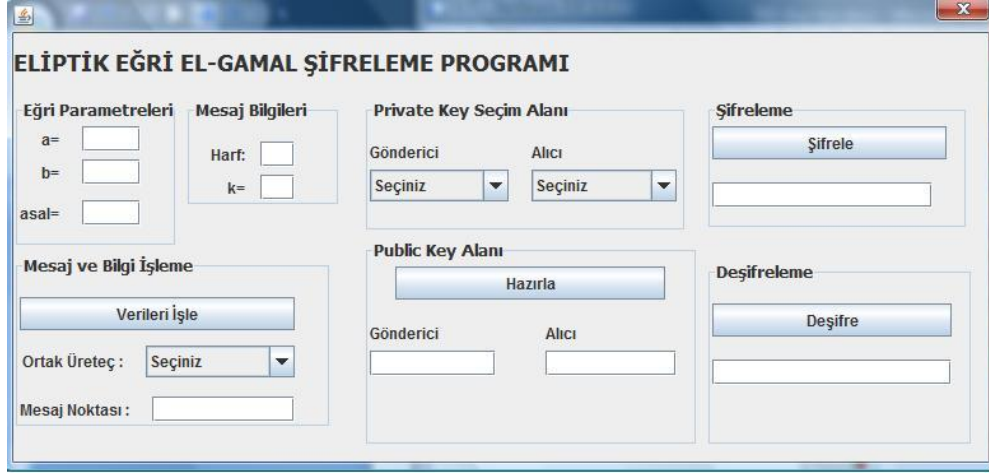 ELİPTİK EĞRİ EL-GAMAL ŞİFRELEME PROGRAMI
Eğri Parametreleri
a=
b=
asal=
Mesaj Bilgileri
Harf:
k=
Private Key Seçim Alanı
Gönderici
Alıcı
Seçiniz
Seçiniz
Şifreleme
Şifrele
Mesaj ve Bilgi İşleme
Verileri İşle
Ortak Üreteç :
Seçiniz
Mesaj Noktası :
Public Key Alanı
Hazırla
Gönderici
Alıcı
Deşifreleme
Deşifre